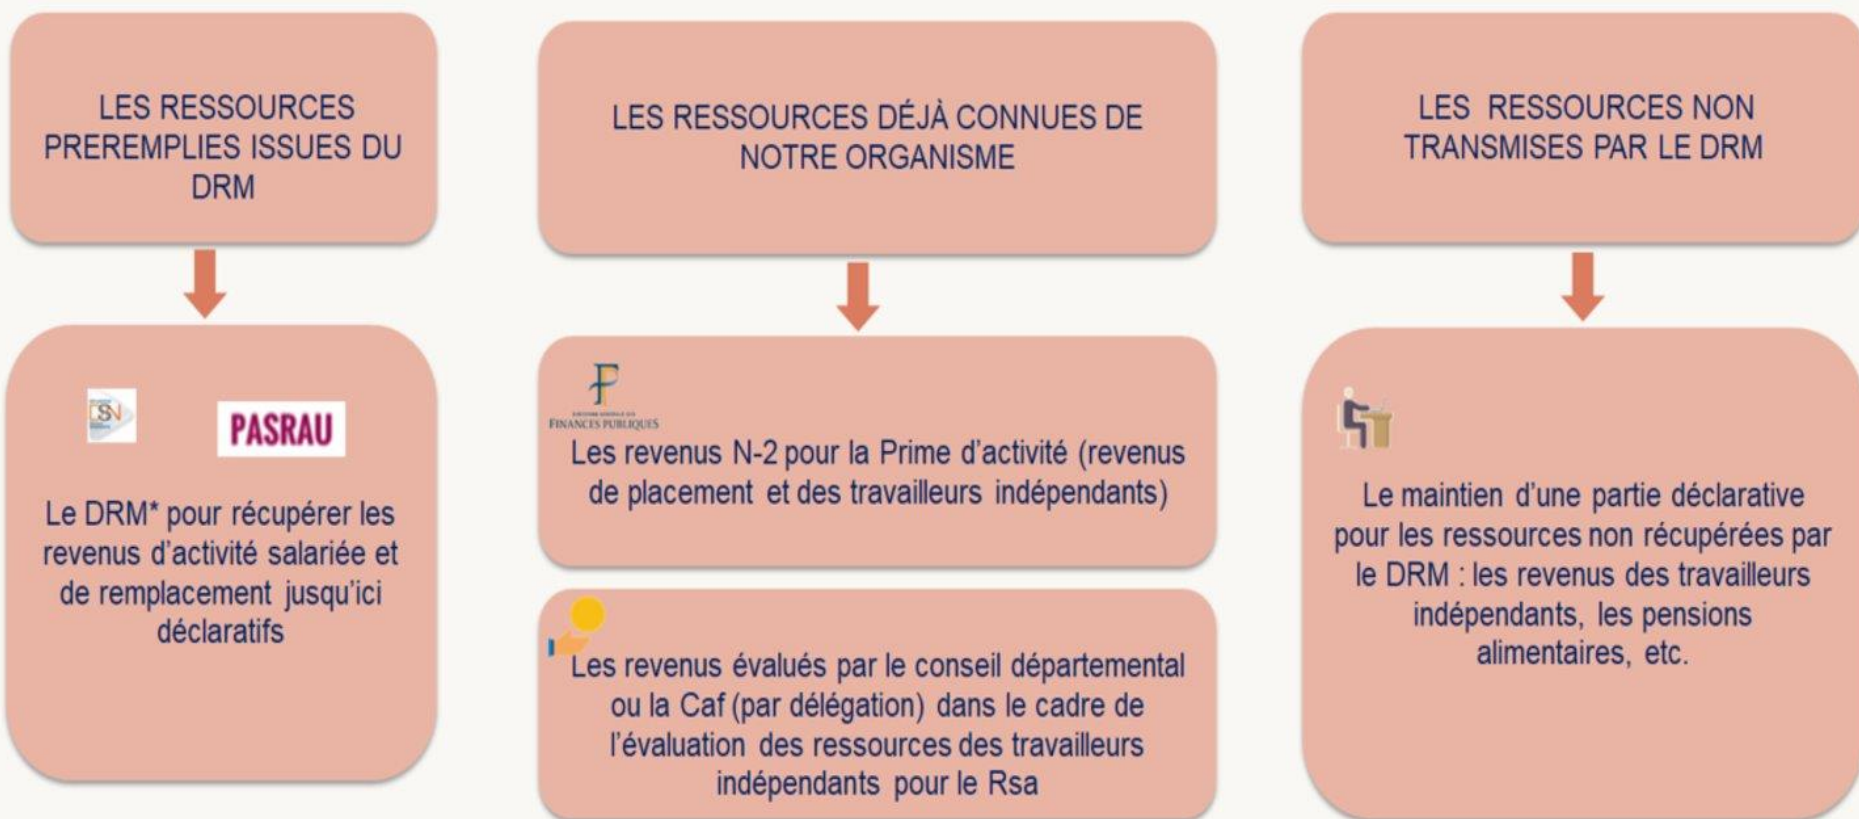 LES RESSOURCES
PREREMPLIES ISSUES DU
DRM
LES RESSOURCES DÉJÀ CONNUES DE
NOTRE ORGANISME
LES RESSOURCES NON
TRANSMISES PAR LE DRM
DSN
PASRAU
Le DRM* pour récupérer les
revenus d’activité salariée et
de remplacement jusqu’ici
déclaratifs
FINANCES PUBLIQUES
Les revenus N-2 pour la Prime d’activité (revenus
de placement et des travailleurs indépendants)
Les revenus évalués par le conseil départemental
ou la Caf (par délégation) dans le cadre de
l’évaluation des ressources des travailleurs
indépendants pour le Rsa
Le maintien d’une partie déclarative
pour les ressources non récupérées par
le DRM : les revenus des travailleurs
indépendants, les pensions
alimentaires, etc.